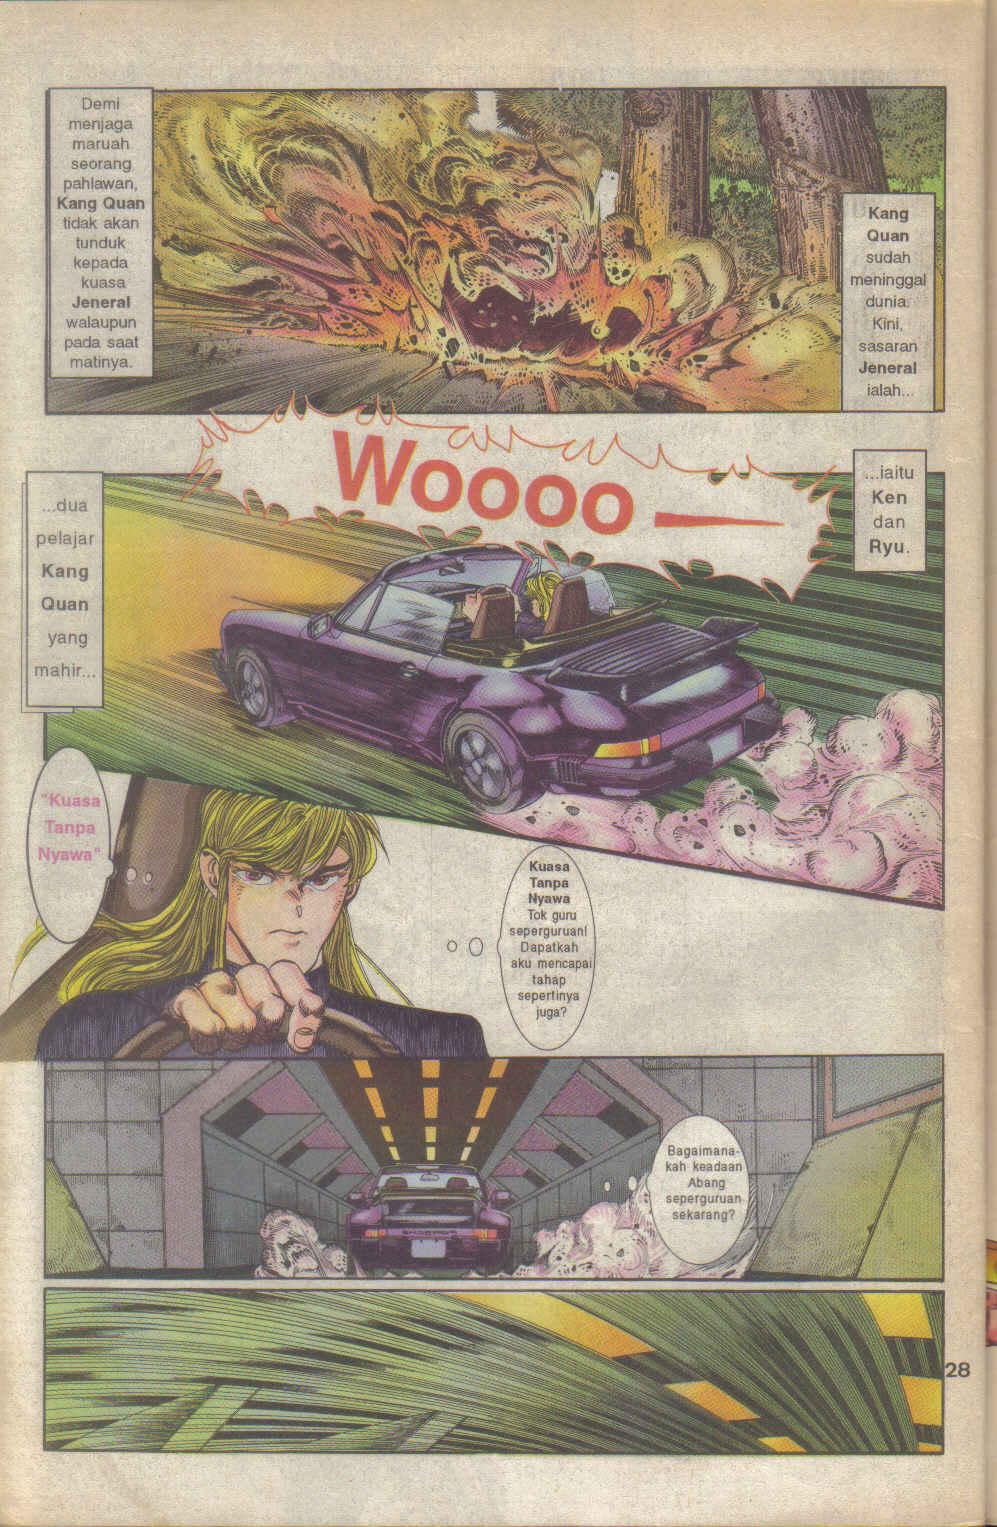 Demi
menjaga
maruah
seorang
pahlawan,
Kang Quan
tidak akan
tunduk
kepada
kuasa
Jeneral
walaupun
pada saat
matinya.
Kang
Quan
sudah
meninggal
dunia.
Kini,
sasaran
Jeneral
ialah...
Woooo
...dua
pelajar
Kang
Quan
yang
mahir...
...iaitu
Ken
dan
Ryu.
"Kuasa
Tanpa
Nyawa"
Kuasa
Tanpa
Nyawa
Tok guru
seperguruan!
Dapatkah
aku mencapai
tahap
sepertinya
juga?
Bagaimana-
kah keadaan
Abang
seperguruan
sekarang?
28